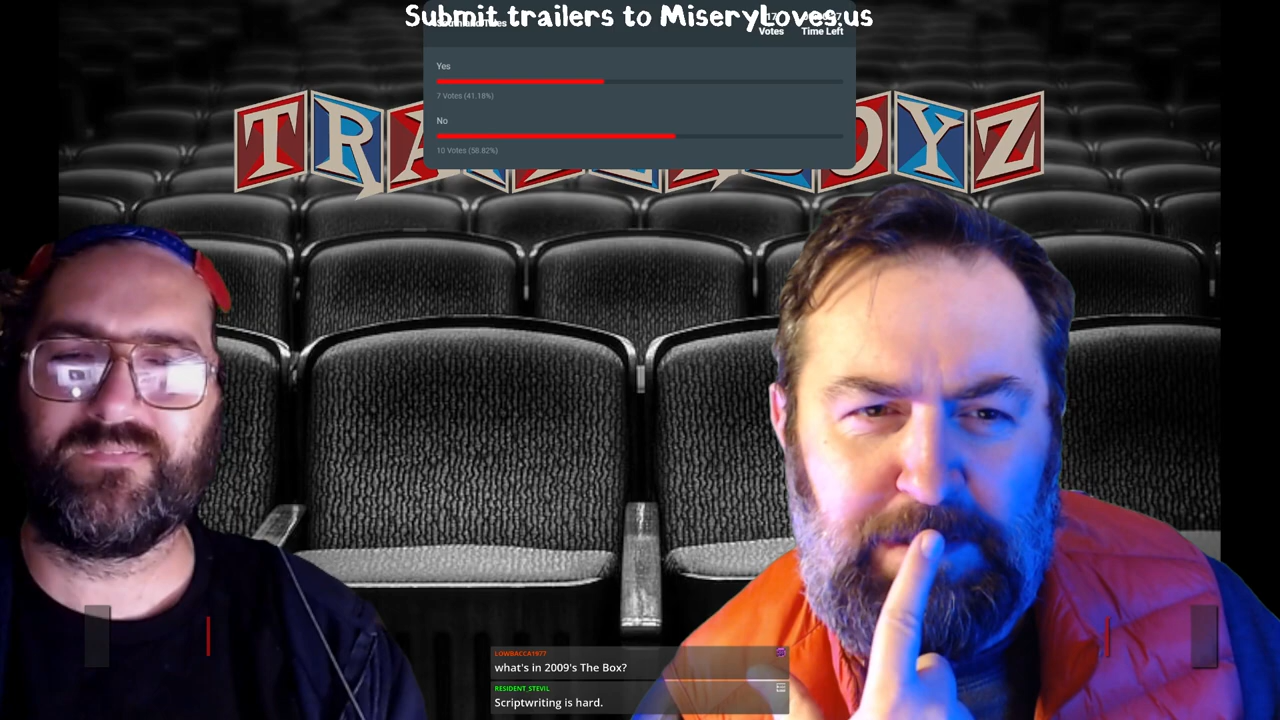 Submit trailers to MiseryLoves.us
Votes
Time Left
Yes
7 Votes (41.18%)
No
10 Votes (58.82%)
LOWBACCA1977
what's in 2009's The Box?
RESIDENT_STEVIL
Scriptwriting is hard.